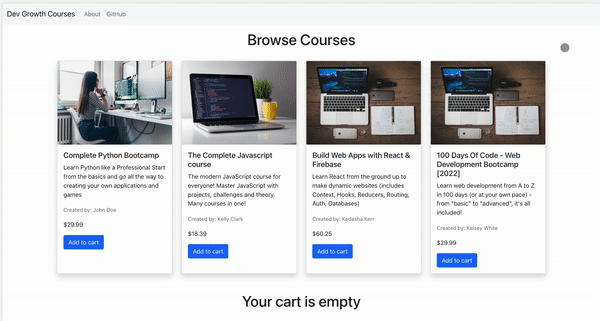 Dev Growth Courses About GitHub
Browse Courses
Complete Python Bootcamp
Learn Python like a Professional Start
from the basics and go all the way to
creating your own applications and
games
Created by: John Doe
$29.99
Add to cart
The Complete Javascript
course
The modern JavaScript course for
everyone! Master JavaScript with
projects, challenges and theory.
Many courses in one!
Created by: Kelly Clark
$18.39
Add to cart
Build Web Apps with React &
Firebase
Learn React from the ground up to
make dynamic websites (includes
Context, Hooks, Reducers, Routing,
Auth, Databases)
Created by: Kadasha Kerr
$60.25
Add to cart
100 Days Of Code - Web
Development Bootcamp
[2022]
Learn web development from A to Z
in 100 days (or at your own pace) -
from "basic" to "advanced", it's all
included!
Created by: Kelsey White
$29.99
Add to cart
Your cart is empty